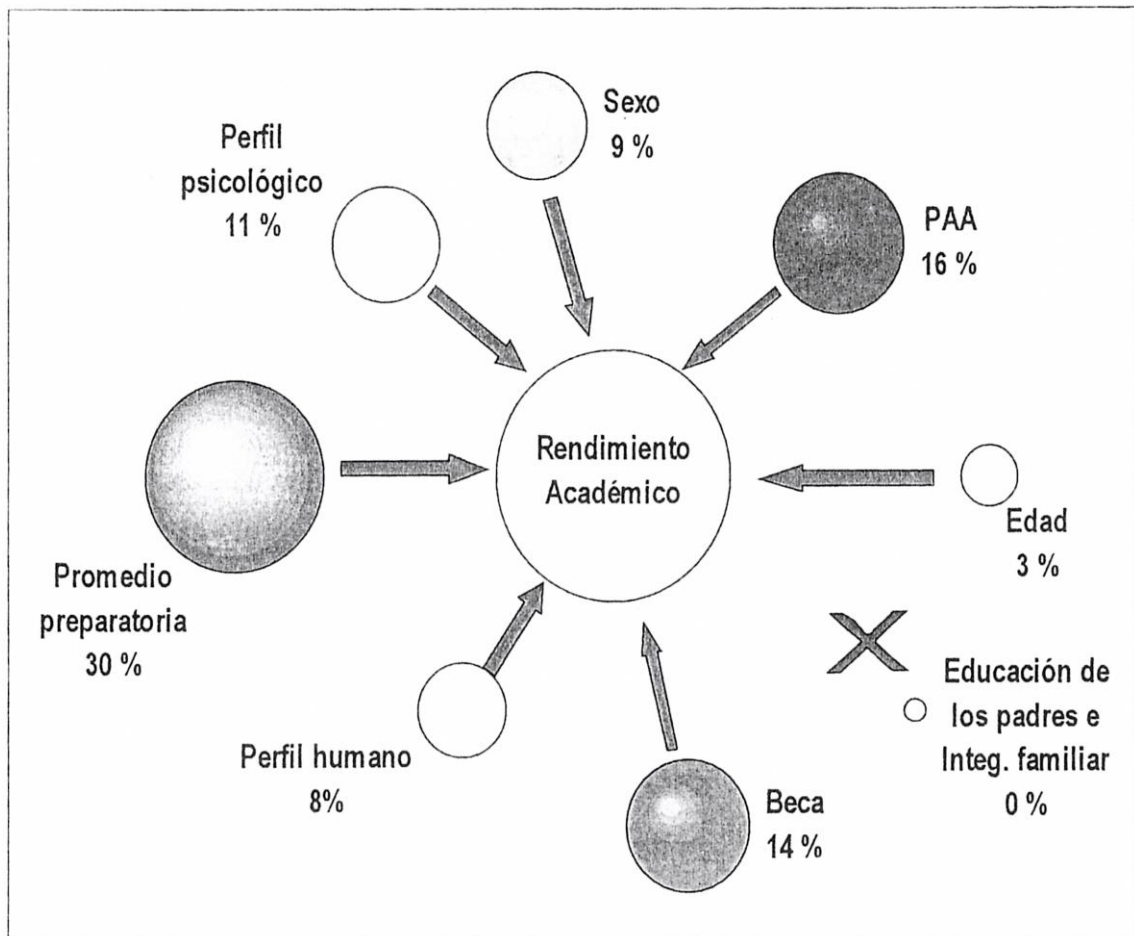 Sexo
9 %
Perfil
psicológico
11 %
PAA
16 %
Rendimiento
Académico
Edad
3 %
Promedio
preparatoria
30 %
Educación de
los padres e
Integ. familiar
0 %
Perfil humano
8%
Beca
14 %